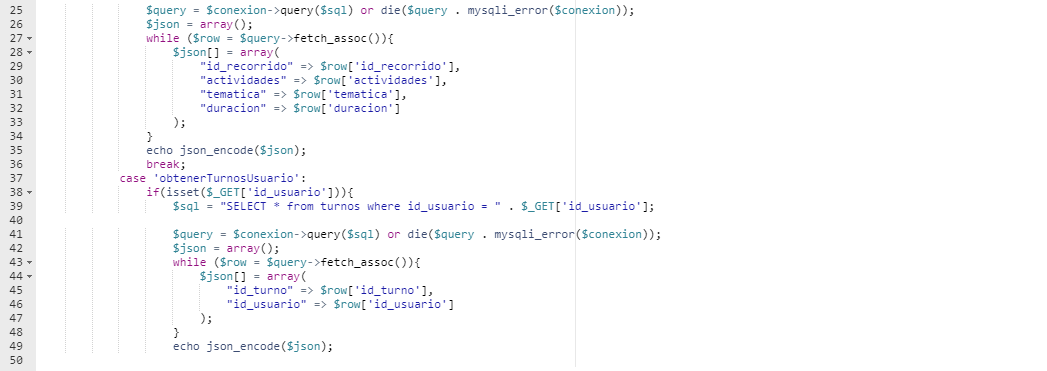 25 $query = $conexion->query($sql) or die($query . mysqli_error($conexion));
26 $json = array();
27 while ($row = $query->fetch_assoc()){
28 $json[] = array(
29 "id_recorrido" => $row['id_recorrido'],
30 "actividades" => $row['actividades'],
31 "tematica" => $row['tematica'],
32 "duracion" => $row['duracion']
33 );
34 }
35 echo json_encode($json);
36 break;
37 case 'obtenerTurnosUsuario':
38 if(isset($_GET['id_usuario'])){
39 $sql = "SELECT * from turnos where id_usuario = " . $_GET['id_usuario'];
40
41 $query = $conexion->query($sql) or die($query . mysqli_error($conexion));
42 $json = array();
43 while ($row = $query->fetch_assoc()){
44 $json[] = array(
45 "id_turno" => $row['id_turno'],
46 "id_usuario" => $row['id_usuario']
47 );
48 }
49 echo json_encode($json);
50